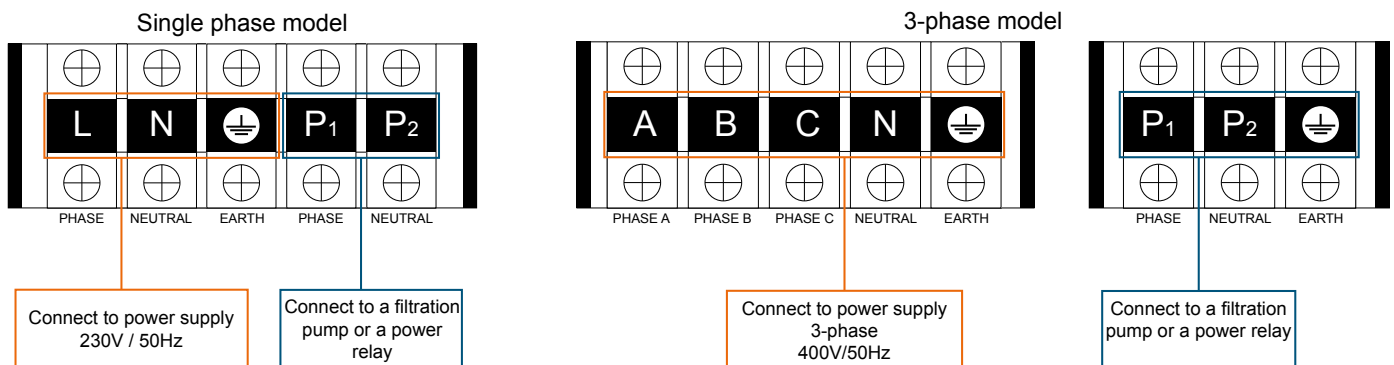 Single phase model
L N P1 P2
PHASE NEUTRAL EARTH PHASE NEUTRAL
Connect to power supply
230V / 50Hz
Connect to a filtration
pump or a power
relay
3-phase model
A B C N
PHASE A PHASE B PHASE C NEUTRAL EARTH
Connect to power supply
3-phase
400V/50Hz
P1 P2
PHASE NEUTRAL EARTH
Connect to a filtration
pump or a power relay